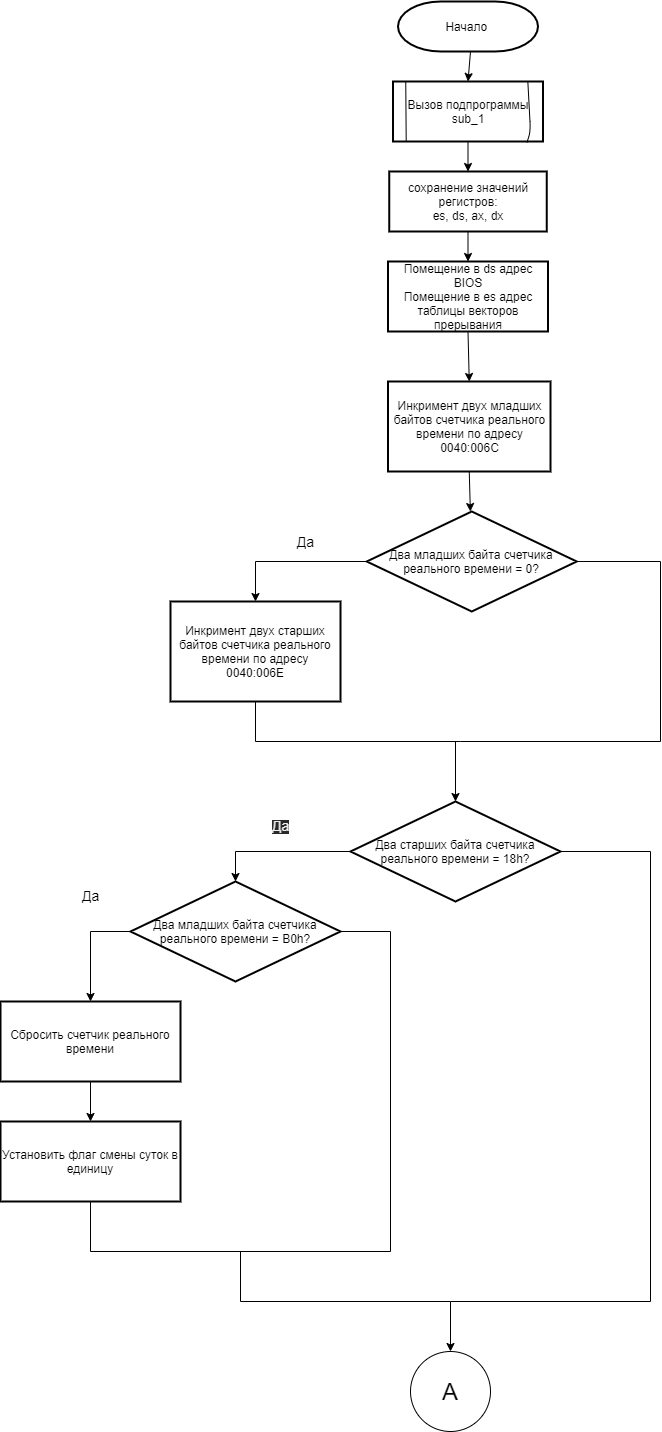 Начало
Вызов подпрограммы
sub_1
сохранение значений
регистров:
es, ds, ax, dx
Помещение в ds адрес
BIOS
Помещение в es адрес
таблицы векторов
прерывания
Инкримент двух младших
байтов счетчика реального
времени по адресу
0040:006C
Да
Два младших байта счетчика
реального времени = 0?
Инкримент двух старших
байтов счетчика реального
времени по адресу
0040:006E
Да
Два старших байта счетчика
реального времени = 18h?
Да
Два младших байта счетчика
реального времени = B0h?
Сбросить счетчик реального
времени
Установить флаг смены суток в
единицу
А